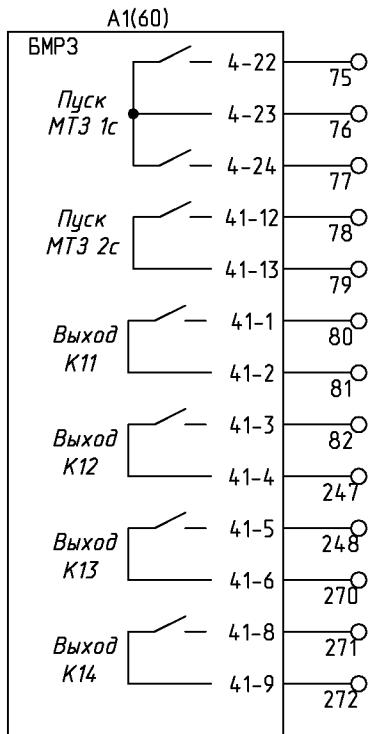 A1(60)
БМРЗ
4-22
75
Пуск
МТЗ 1с
4-23
76
4-24
77
Пуск
МТЗ 2с
41-12
78
41-13
79
Выход
К11
41-1
80
41-2
81
Выход
К12
41-3
82
41-4
247
Выход
К13
41-5
248
41-6
270
Выход
К14
41-8
271
41-9
272